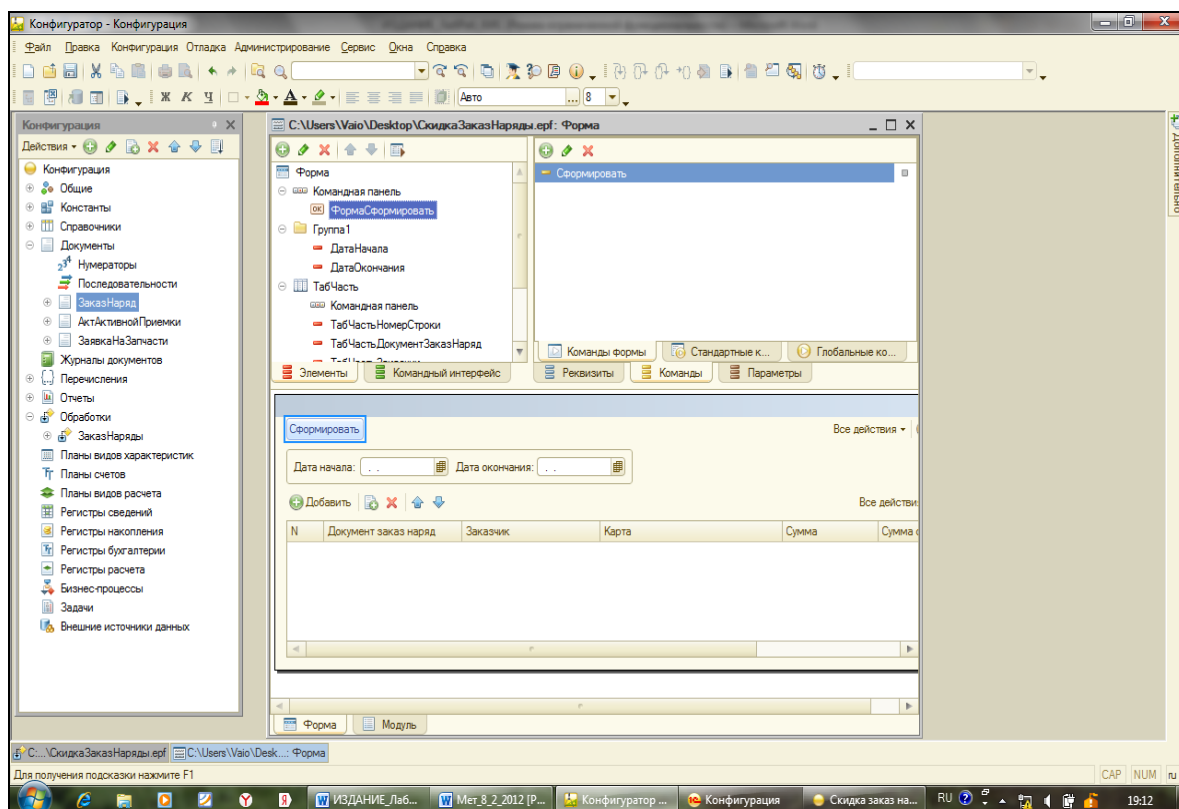 Конфигуратор - Конфигурация
Файл Правка Конфигурация Отладка Администрирование Сервис Окна Справка
Ж К Ч Авто ... 8
Конфигурация
Действия
Конфигурация
Общие
Константы
Справочники
Документы
Нумераторы
Последовательности
ЗаказНаряд
АктАктивнойПриемки
ЗаявкаНаЗапчасти
Журналы документов
Перечисления
Отчеты
Обработки
ЗаказНаряды
Планы видов характеристик
Планы счетов
Планы видов расчета
Регистры сведений
Регистры накопления
Регистры бухгалтерии
Регистры расчета
Бизнес-процессы
Задачи
Внешние источники данных
C:\Users\Vaio\Desktop\СкидкаЗаказНаряды.epf: Форма
Форма
Командная панель
OK ФормаСформировать
Группа1
ДатаНачала
ДатаОкончания
ТабЧасть
Командная панель
ТабЧастьНомерСтроки
ТабЧастьДокументЗаказНаряд
Элементы Командный интерфейс
Сформировать
Команды формы Стандартные к... Глобальные ко...
Реквизиты Команды Параметры
Сформировать Все действия
Дата начала: . . Дата окончания: . .
Добавить Все действи
N Документ заказ наряд Заказчик Карта Сумма Сумма
Форма Модуль
Дополнительно
C:...\СкидкаЗаказНаряды.epf C:\Users\Vaio\Desk...: Форма
Для получения подсказки нажмите F1 CAP NUM ru
ИЗДАНИЕ_Лаб... Мет_8_2_2012 [Р... Конфигуратор ... Конфигурация Скидка заказ на... RU 19:12